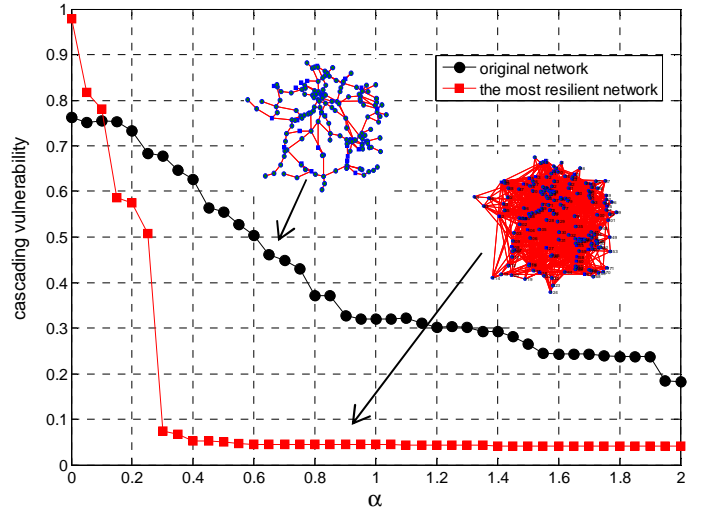 1
0.9
0.8
0.7
0.6
0.5
0.4
0.3
0.2
0.1
0
cascading vulnerability
original network
the most resilient network
0 0.2 0.4 0.6 0.8 1 1.2 1.4 1.6 1.8 2
α